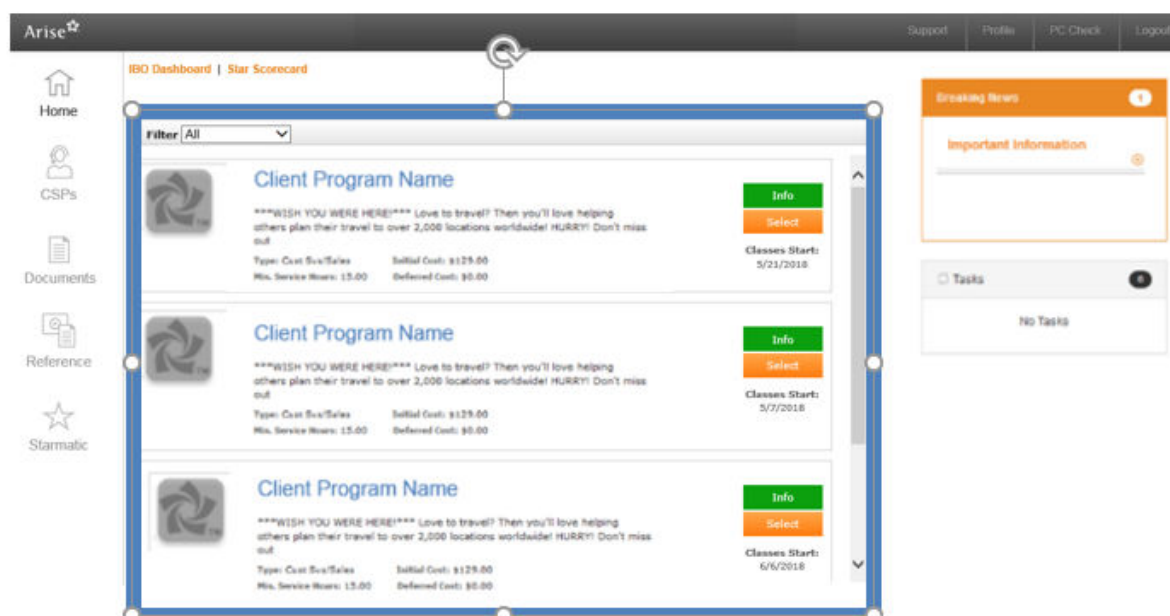 Arise
Support Profile PC Check Logout
IBO Dashboard | Star Scorecard
Home
CSPs
Documents
Reference
Starmatic
Filter All
Client Program Name
***WISH YOU WERE HERE!*** Love to travel? Then you'll love helping
others plan their travel to over 2,000 locations worldwide! HURRY! Don't miss
out
Type: Cust Svc/Sales Initial Cost: $129.00
Min. Service Hours: 15.00 Deferred Cost: $0.00
Info
Select
Classes Start:
5/21/2018
Client Program Name
***WISH YOU WERE HERE!*** Love to travel? Then you'll love helping
others plan their travel to over 2,000 locations worldwide! HURRY! Don't miss
out
Type: Cust Svc/Sales Initial Cost: $129.00
Min. Service Hours: 15.00 Deferred Cost: $0.00
Info
Select
Classes Start:
5/7/2018
Client Program Name
***WISH YOU WERE HERE!*** Love to travel? Then you'll love helping
others plan their travel to over 2,000 locations worldwide! HURRY! Don't miss
out
Type: Cust Svc/Sales Initial Cost: $129.00
Min. Service Hours: 15.00 Deferred Cost: $0.00
Info
Select
Classes Start:
6/6/2018
Breaking News 1
Important Information
Tasks
No Tasks